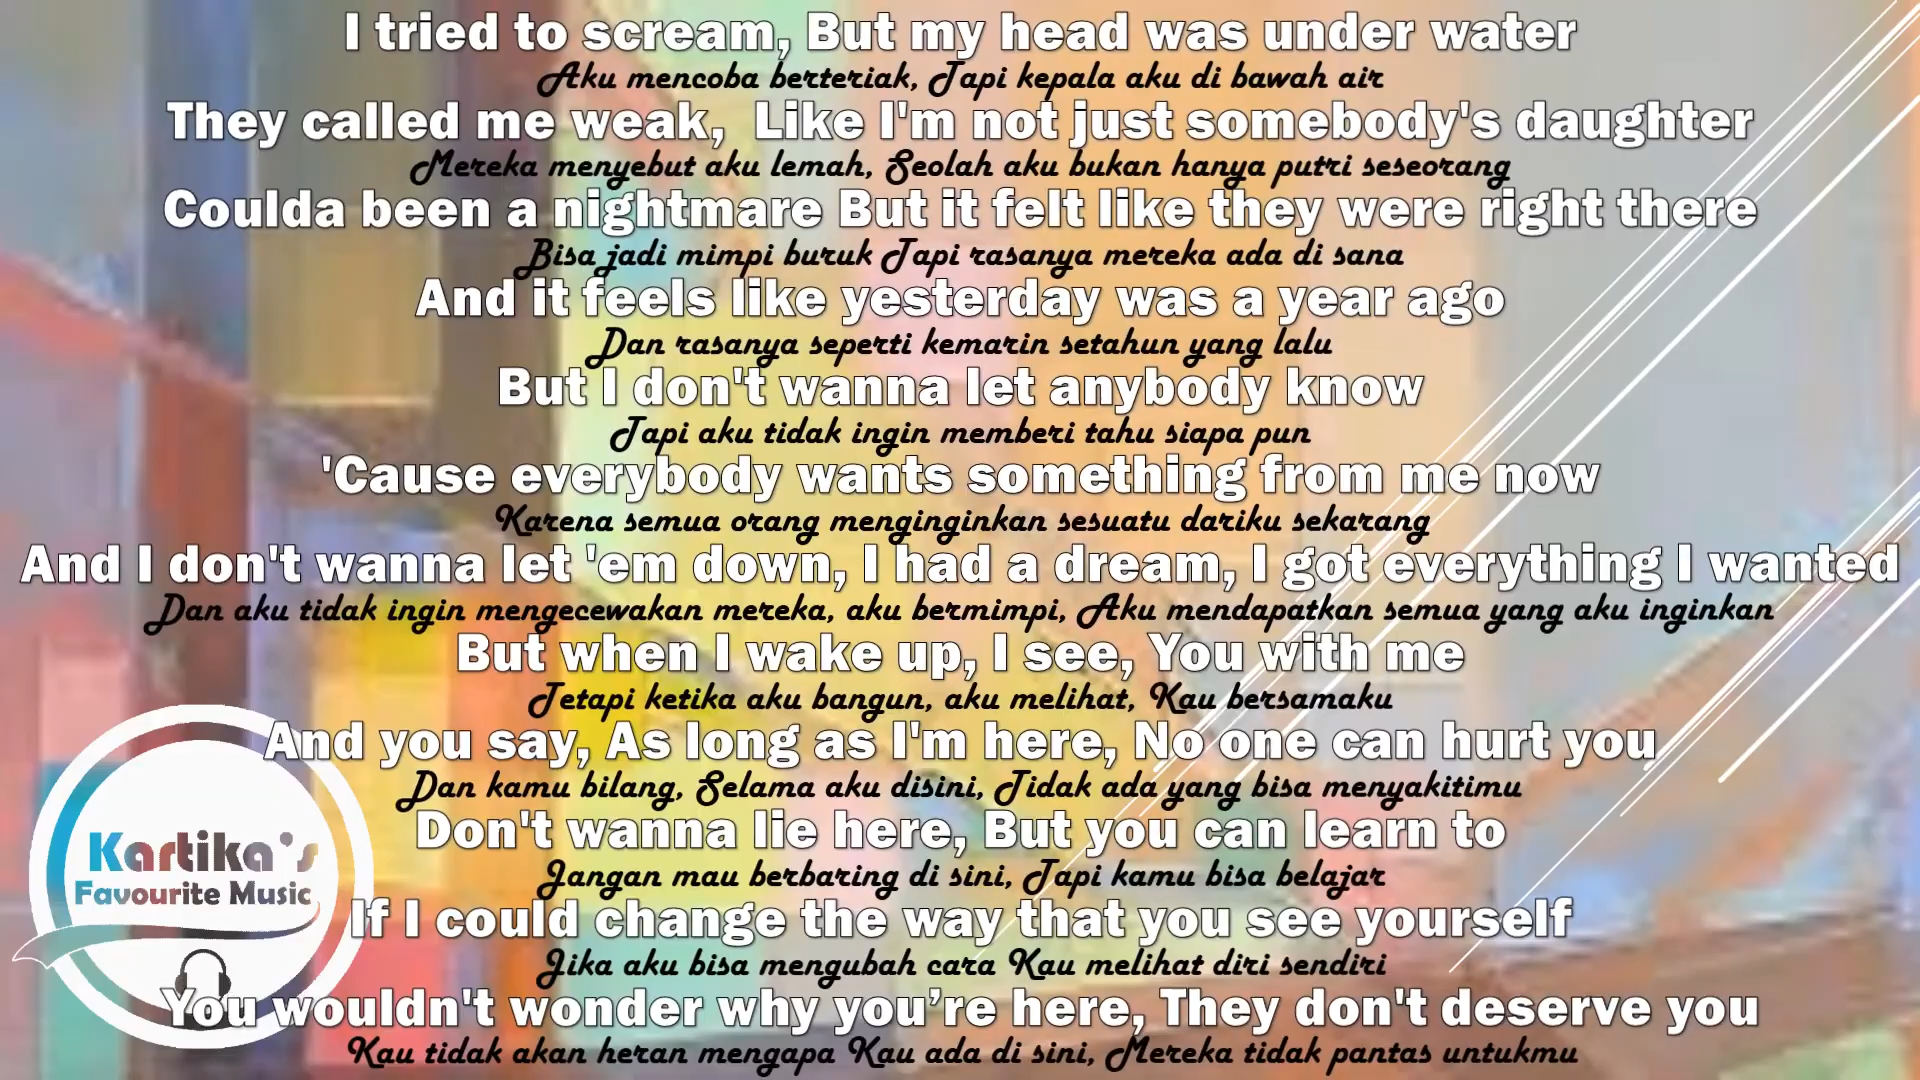 I tried to scream, But my head was under water
Aku mencoba berteriak, Tapi kepala aku di bawah air
They called me weak, Like I'm not just somebody's daughter
Mereka menyebut aku lemah, Seolah aku bukan hanya putri seseorang
Coulda been a nightmare But it felt like they were right there
Bisa jadi mimpi buruk Tapi rasanya mereka ada di sana
And it feels like yesterday was a year ago
Dan rasanya seperti kemarin setahun yang lalu
But I don't wanna let anybody know
Tapi aku tidak ingin memberi tahu siapa pun
'Cause everybody wants something from me now
Karena semua orang menginginkan sesuatu dariku sekarang
And I don't wanna let 'em down, I had a dream, I got everything I wanted
Dan aku tidak ingin mengecewakan mereka, aku bermimpi, Aku mendapatkan semua yang aku inginkan
But when I wake up, I see, You with me
Tetapi ketika aku bangun, aku melihat, Kau bersamaku
And you say, As long as I'm here, No one can hurt you
Dan kamu bilang, Selama aku disini, Tidak ada yang bisa menyakitimu
Don't wanna lie here, But you can learn to
Jangan mau berbaring di sini, Tapi kamu bisa belajar
If I could change the way that you see yourself
Jika aku bisa mengubah cara Kau melihat diri sendiri
You wouldn't wonder why you’re here, They don't deserve you
Kau tidak akan heran mengapa Kau ada di sini, Mereka tidak pantas untukmu
Kartika's
Favourite Music